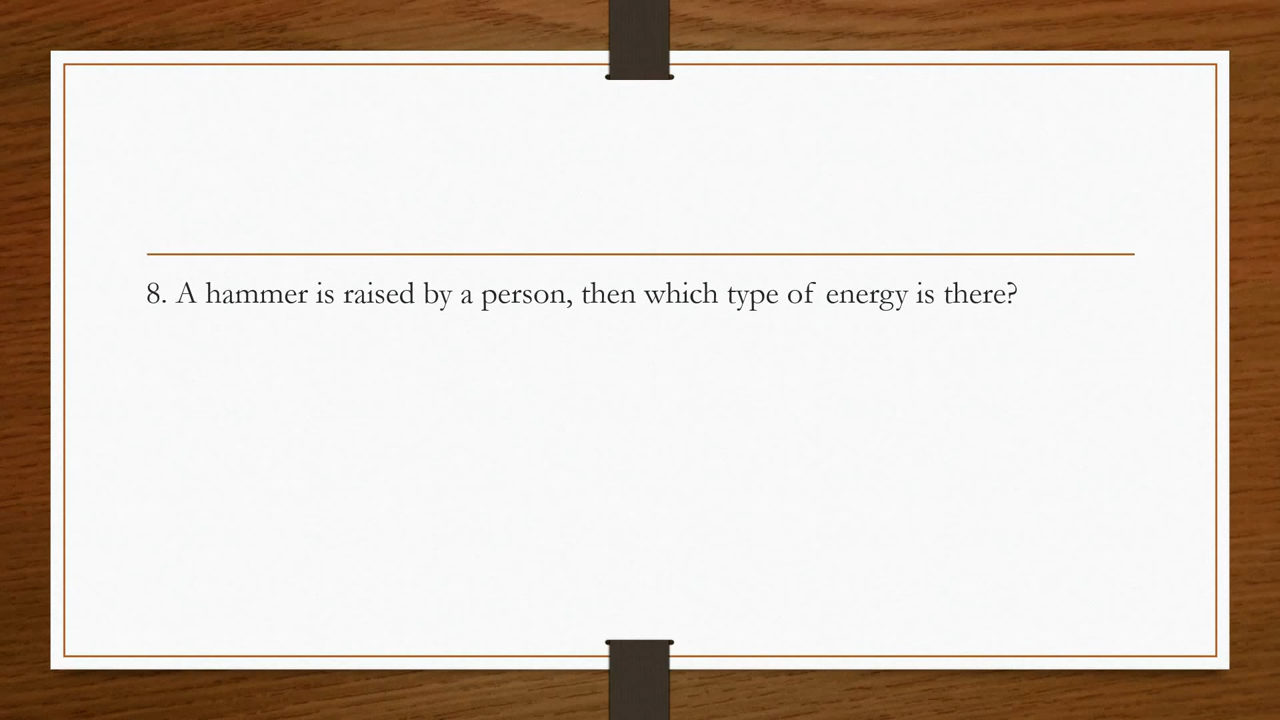 8. A hammer is raised by a person, then which type of energy is there?